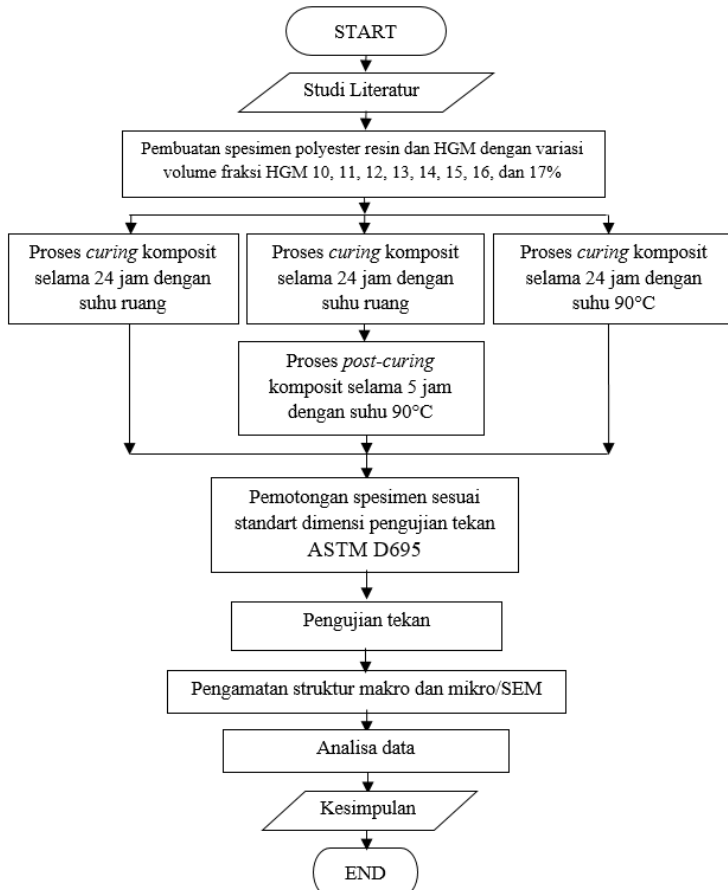 START
Studi Literatur
Pembuatan spesimen polyester resin dan HGM dengan variasi
volume fraksi HGM 10, 11, 12, 13, 14, 15, 16, dan 17%
Proses curing komposit
selama 24 jam dengan
suhu ruang
Proses curing komposit
selama 24 jam dengan
suhu ruang
Proses curing komposit
selama 24 jam dengan
suhu 90°C
Proses post-curing
komposit selama 5 jam
dengan suhu 90°C
Pemotongan spesimen sesuai
standart dimensi pengujian tekan
ASTM D695
Pengujian tekan
Pengamatan struktur makro dan mikro/SEM
Analisa data
Kesimpulan
END